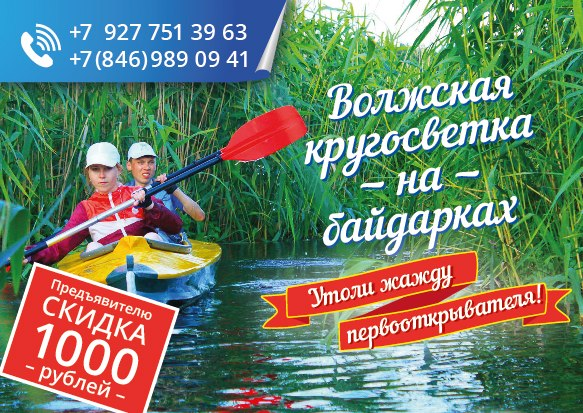 +7 927 751 39 63
+7 (846) 989 09 41
Волжская
кругосветка
– на –
байдарках
Утоли жажду
первооткрывателя!
Предъявителю
СКИДКА
1000
– рублей –